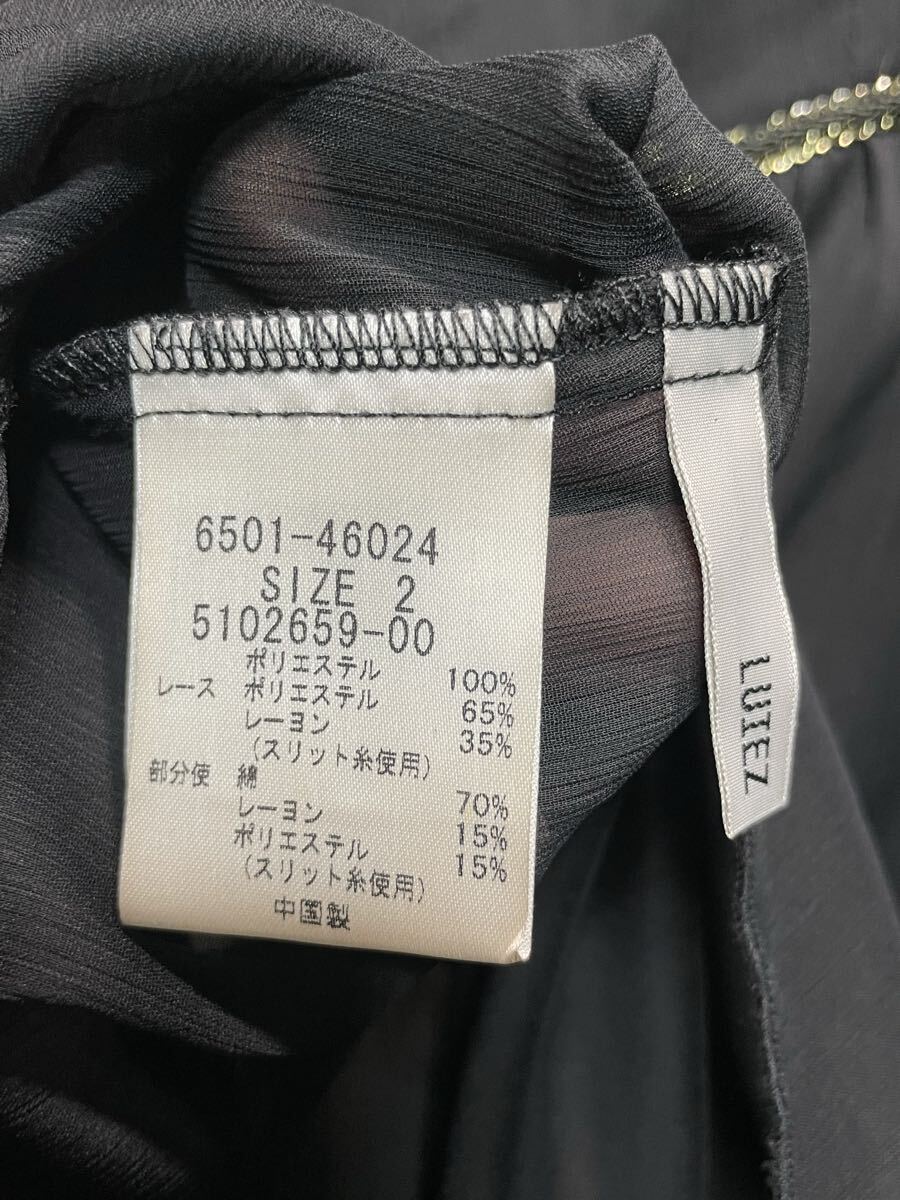 6501-46024
SIZE 2
5102659-00
ポリエステル 100%
レース ポリエステル 65%
レーヨン 35%
(スリット糸使用)
部分使 綿 70%
レーヨン 15%
ポリエステル 15%
(スリット糸使用)
中国製
LUIEZ